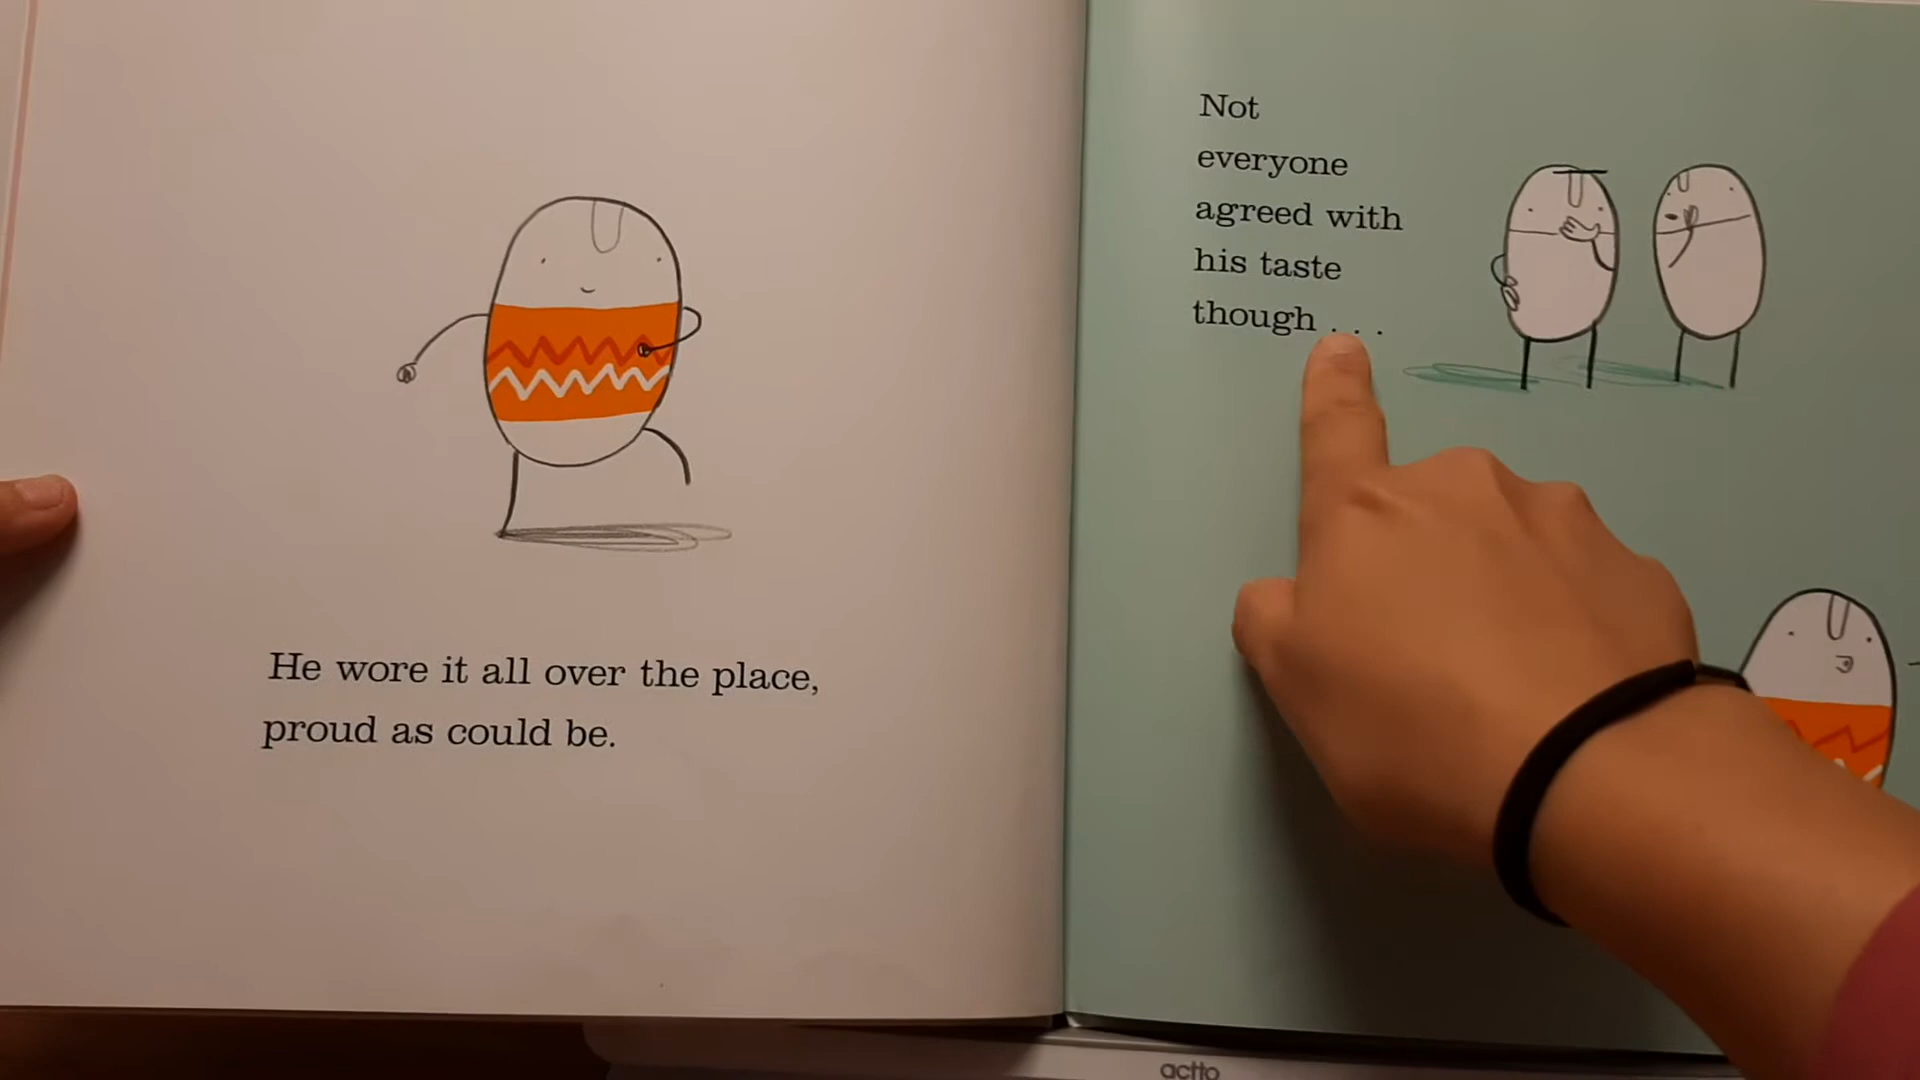 He wore it all over the place,
proud as could be.
Not
everyone
agreed with
his taste
though . . .
actto